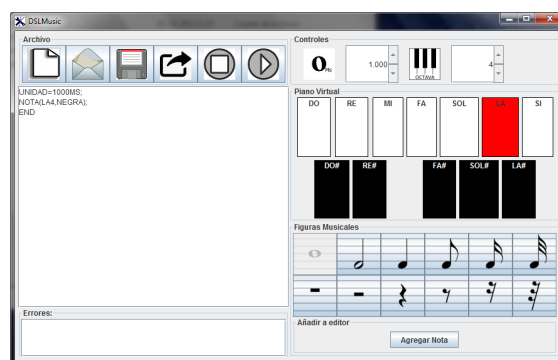 DSLMusic
Archivo
UNIDAD=1000MS;
NOTA(LA4,NEGRA);
END
Errores:
Controles
Ms
1.000
OCTAVA
4
Piano Virtual
DO RE MI FA SOL LA SI
DO# RE# FA# SOL# LA#
Figuras Musicales
Añadir a editor
Agregar Nota